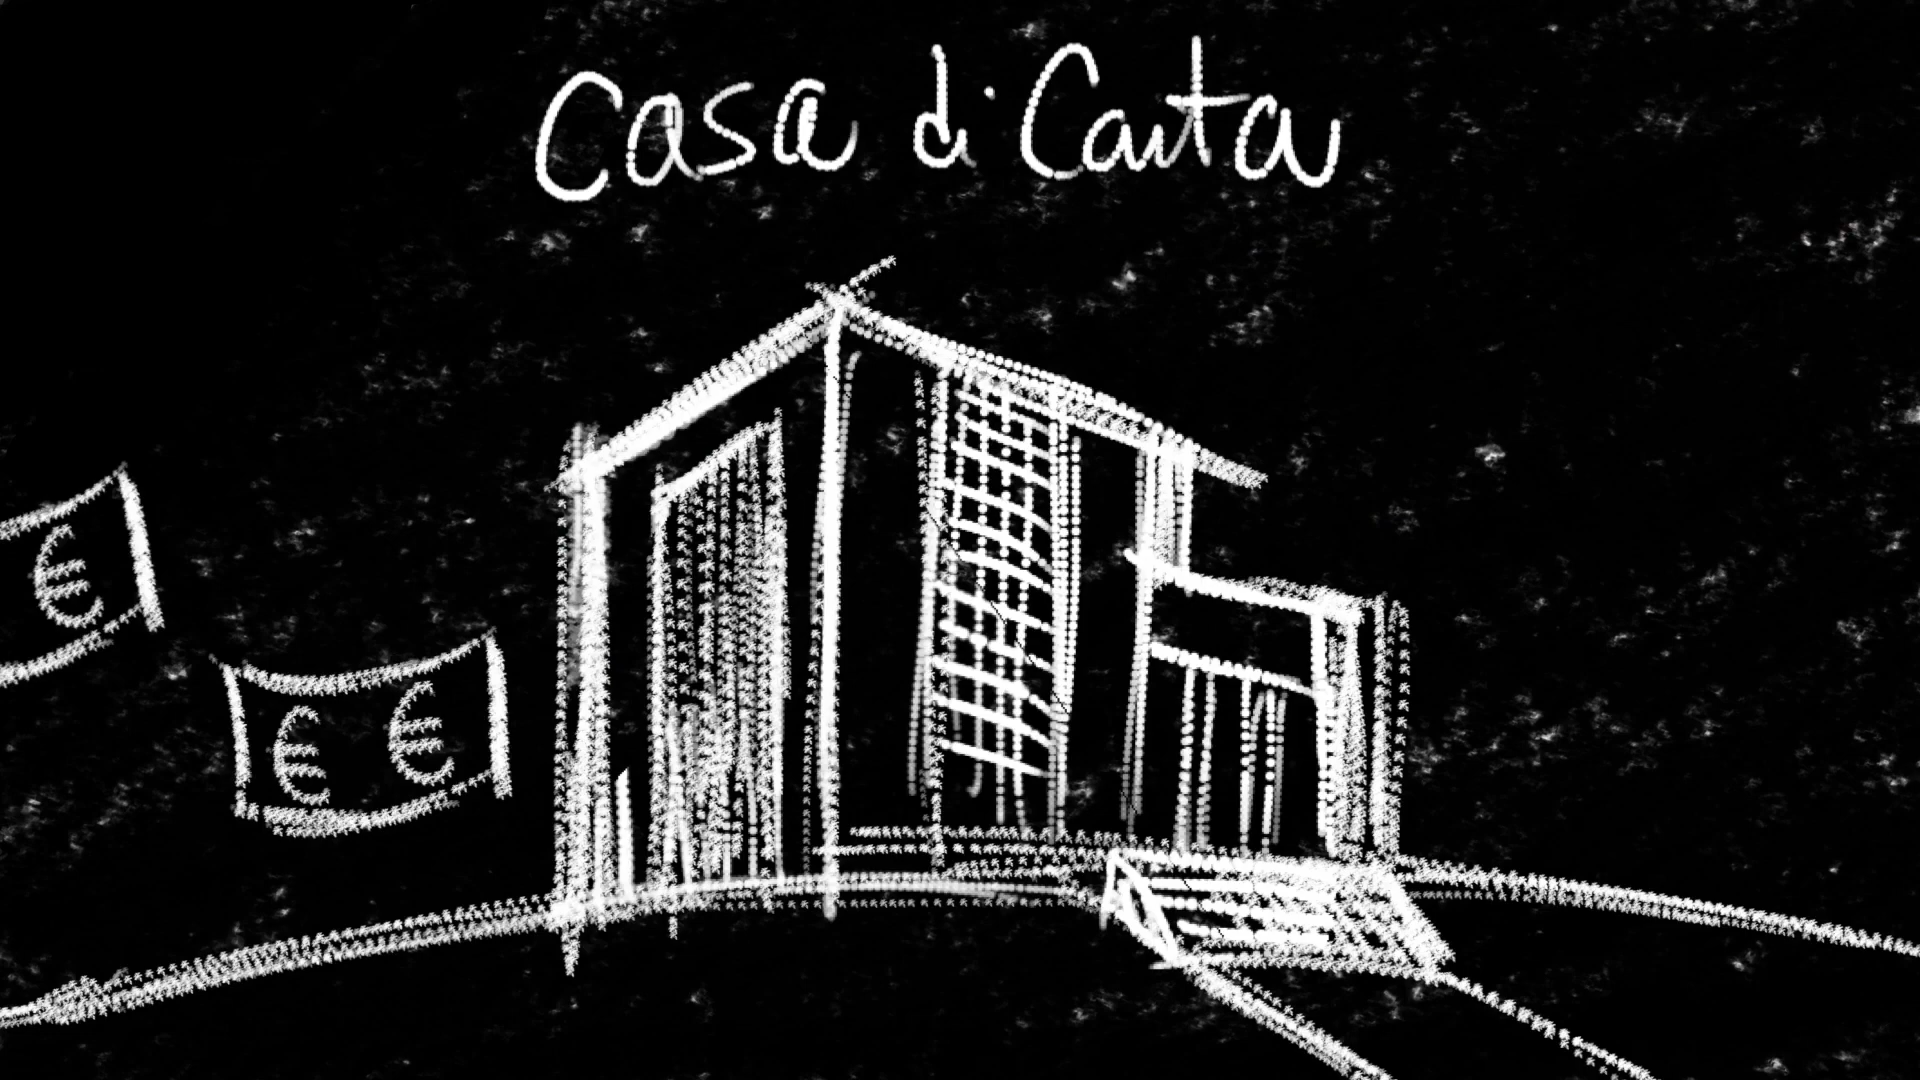 Casa di Carta
€
€ €